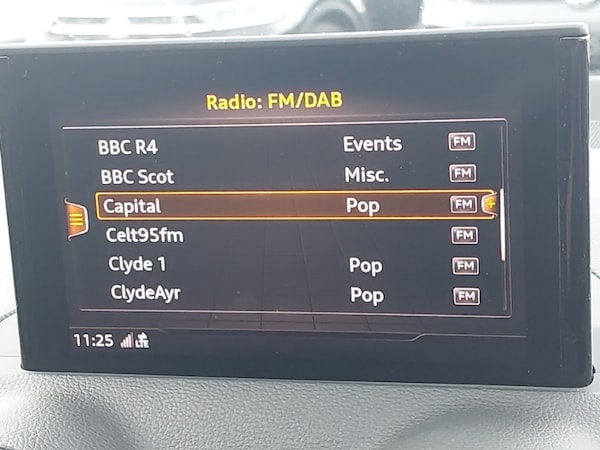 Radio: FM/DAB
BBC R4 Events FM
BBC Scot Misc. FM
Capital Pop FM +
Celt95fm FM
Clyde 1 Pop FM
ClydeAyr Pop FM
11:25 LTE